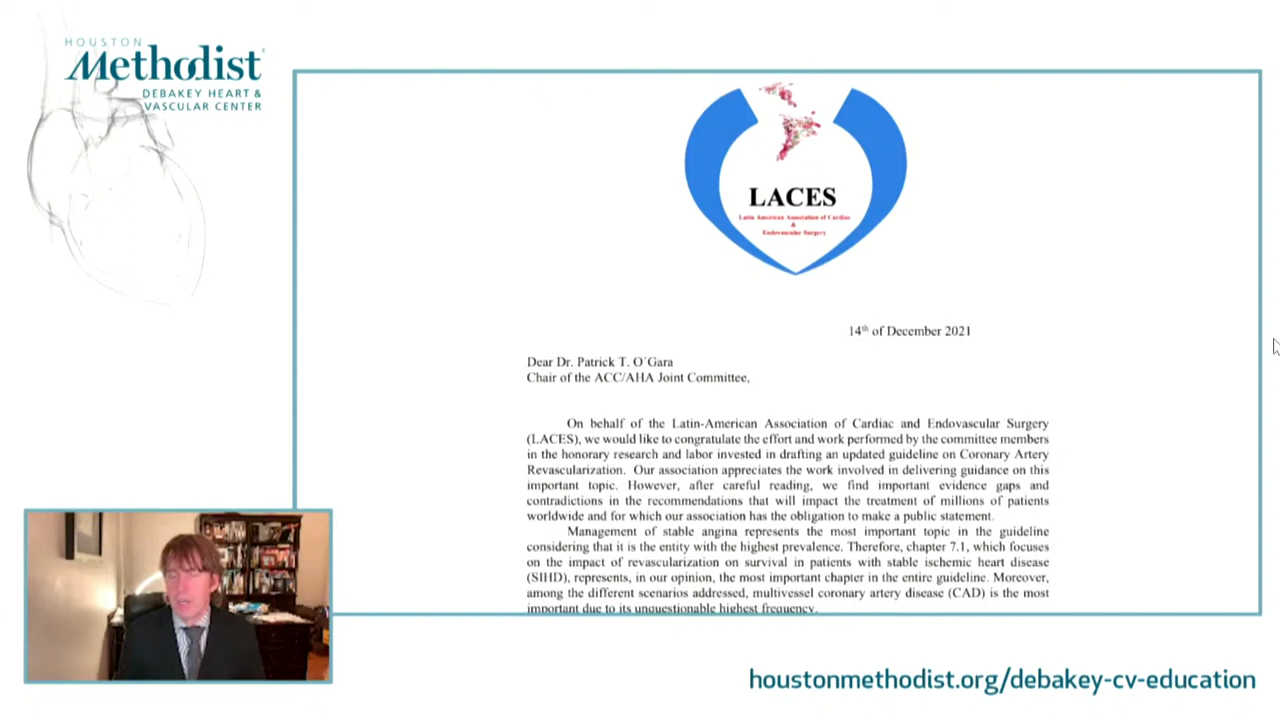 HOUSTON
Methodist
DEBAKEY HEART &
VASCULAR CENTER
LACES
Latin American Association of Cardiac
&
Endovascular Surgery
14th of December 2021
Dear Dr. Patrick T. O´Gara
Chair of the ACC/AHA Joint Committee,
On behalf of the Latin-American Association of Cardiac and Endovascular Surgery
(LACES), we would like to congratulate the effort and work performed by the committee members
in the honorary research and labor invested in drafting an updated guideline on Coronary Artery
Revascularization. Our association appreciates the work involved in delivering guidance on this
important topic. However, after careful reading, we find important evidence gaps and
contradictions in the recommendations that will impact the treatment of millions of patients
worldwide and for which our association has the obligation to make a public statement.
Management of stable angina represents the most important topic in the guideline
considering that it is the entity with the highest prevalence. Therefore, chapter 7.1, which focuses
on the impact of revascularization on survival in patients with stable ischemic heart disease
(SIHD), represents, in our opinion, the most important chapter in the entire guideline. Moreover,
among the different scenarios addressed, multivessel coronary artery disease (CAD) is the most
important due to its unquestionable highest frequency.
houstonmethodist.org/debakey-cv-education